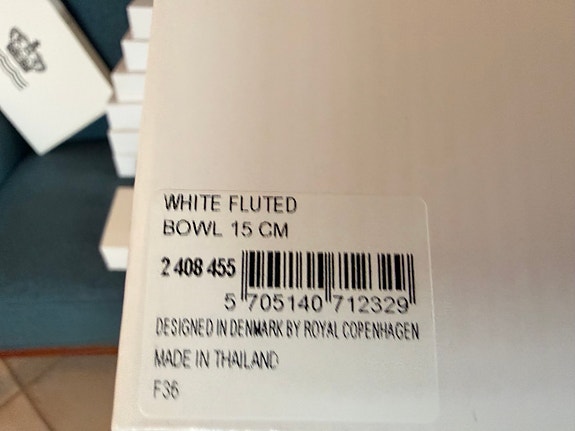 WHITE FLUTED
BOWL 15 CM
2 408 455
5 705140 712329
DESIGNED IN DENMARK BY ROYAL COPENHAGEN
MADE IN THAILAND
F36